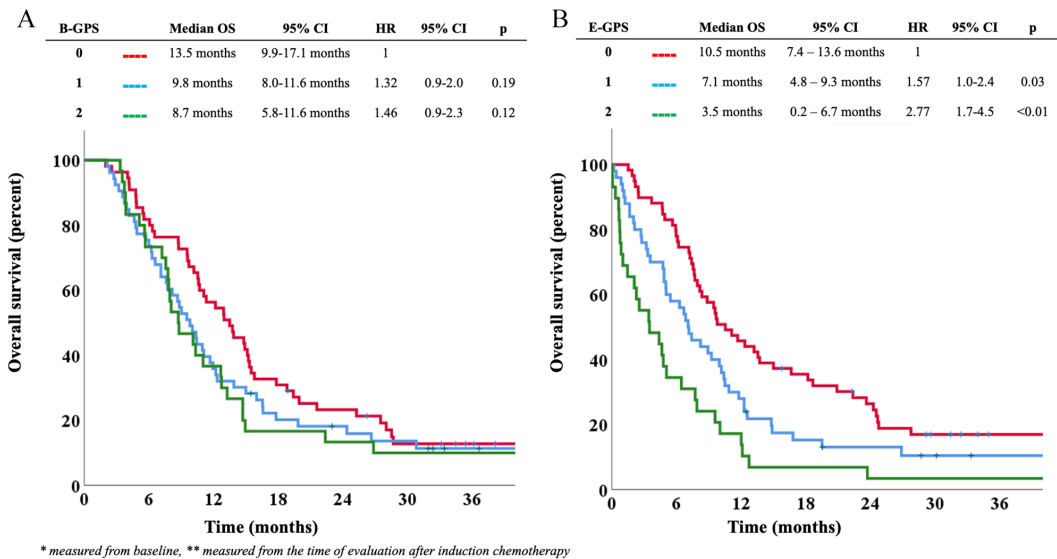 A
B-GPS Median OS 95% CI HR 95% CI p
0 13.5 months 9.9-17.1 months 1
1 9.8 months 8.0-11.6 months 1.32 0.9-2.0 0.19
2 8.7 months 5.8-11.6 months 1.46 0.9-2.3 0.12
Overall survival (percent)
100
80
60
40
20
0
0 6 12 18 24 30 36
Time (months)
* measured from baseline, ** measured from the time of evaluation after induction chemotherapy
B
E-GPS Median OS 95% CI HR 95% CI p
0 10.5 months 7.4 – 13.6 months 1
1 7.1 months 4.8 – 9.3 months 1.57 1.0-2.4 0.03
2 3.5 months 0.2 – 6.7 months 2.77 1.7-4.5 <0.01
Overall survival (percent)
100
80
60
40
20
0
0 6 12 18 24 30 36
Time (months)